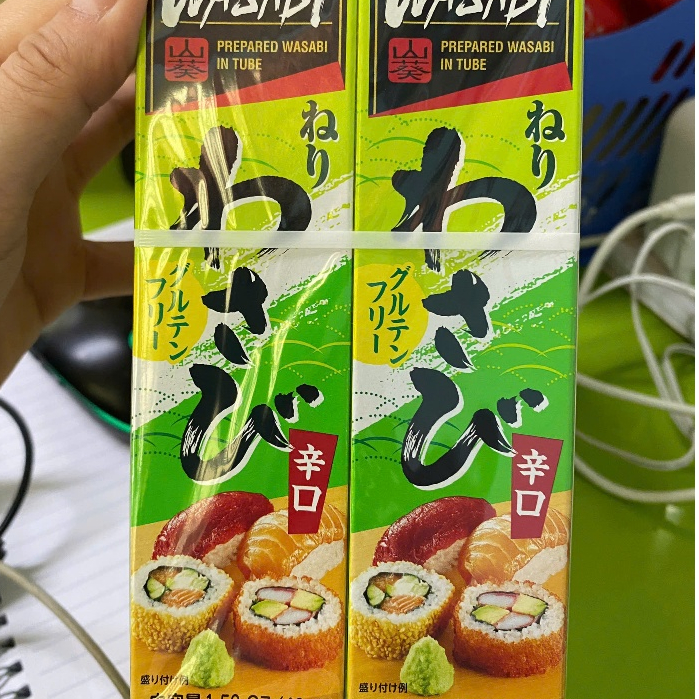 WASABI
山葵
PREPARED WASABI
IN TUBE
ねり
わさび
グルテン
フリー
辛口
盛り付け例
WASABI
山葵
PREPARED WASABI
IN TUBE
ねり
わさび
グルテン
フリー
辛口
盛り付け例